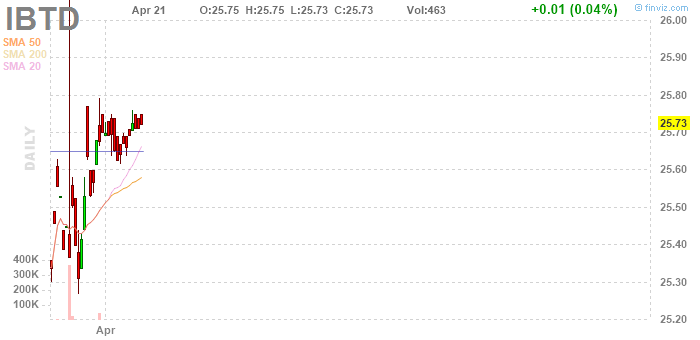 IBTD Apr 21 O:25.75 H:25.75 L:25.73 C:25.73 Vol:463 +0.01 (0.04%) © finviz.com
SMA 50
SMA 200
SMA 20
26.00
25.90
25.80
25.73
25.70
25.60
25.50
25.40
25.30
25.20
DAILY
400K
300K
200K
100K
Apr